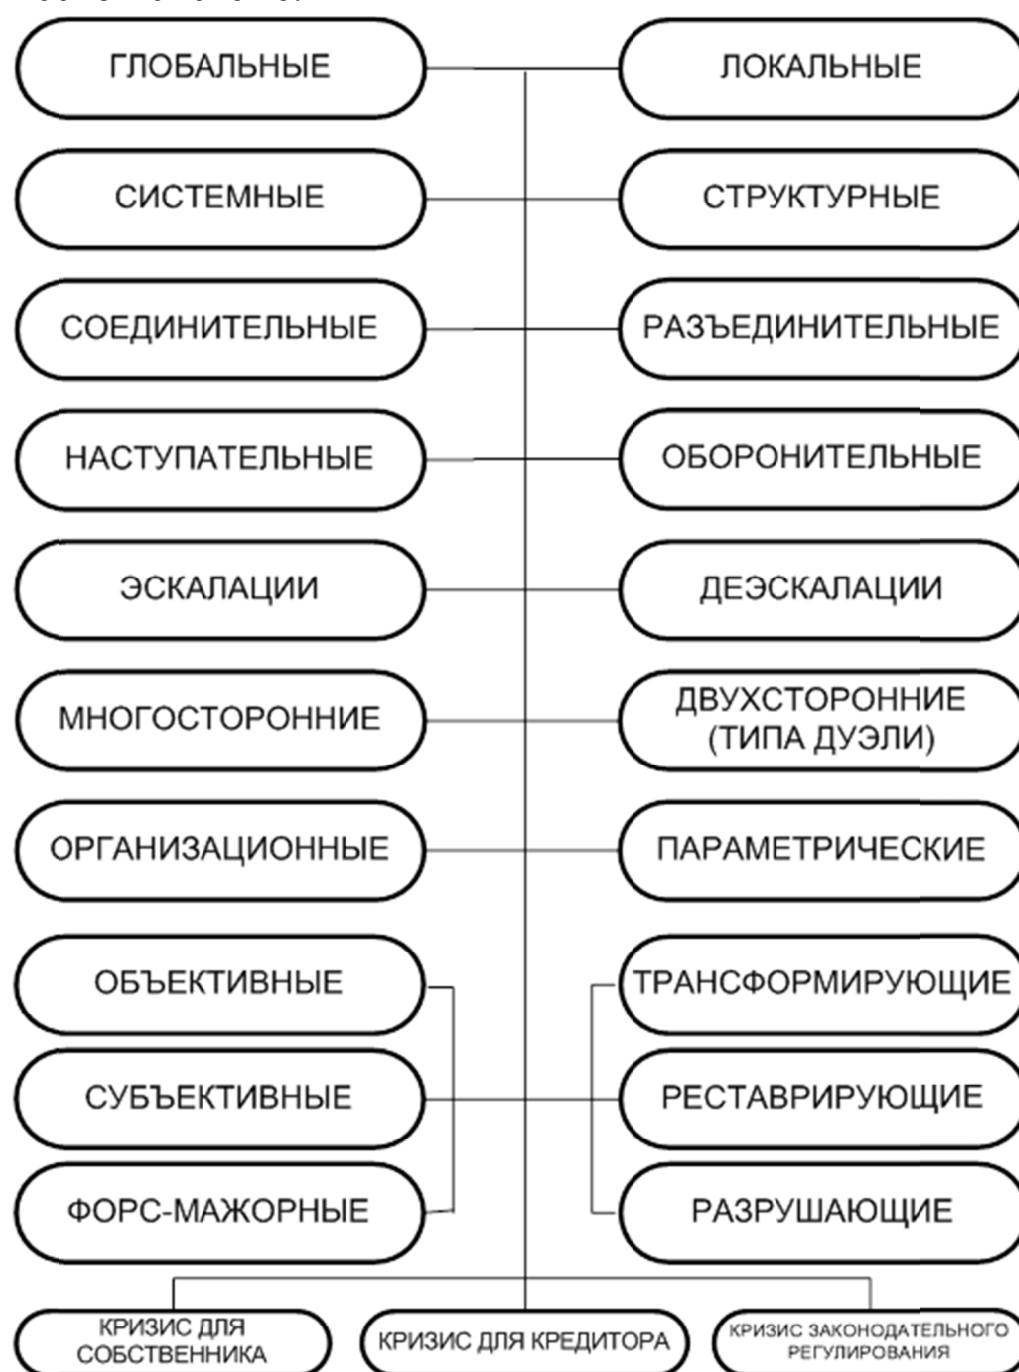 ГЛОБАЛЬНЫЕ
ЛОКАЛЬНЫЕ
СИСТЕМНЫЕ
СТРУКТУРНЫЕ
СОЕДИНИТЕЛЬНЫЕ
РАЗЪЕДИНИТЕЛЬНЫЕ
НАСТУПАТЕЛЬНЫЕ
ОБОРОНИТЕЛЬНЫЕ
ЭСКАЛАЦИИ
ДЕЭСКАЛАЦИИ
МНОГОСТОРОННИЕ
ДВУХСТОРОННИЕ
(ТИПА ДУЭЛИ)
ОРГАНИЗАЦИОННЫЕ
ПАРАМЕТРИЧЕСКИЕ
ОБЪЕКТИВНЫЕ
ТРАНСФОРМИРУЮЩИЕ
СУБЪЕКТИВНЫЕ
РЕСТАВРИРУЮЩИЕ
ФОРС-МАЖОРНЫЕ
РАЗРУШАЮЩИЕ
КРИЗИС ДЛЯ
СОБСТВЕННИКА
КРИЗИС ДЛЯ КРЕДИТОРА
КРИЗИС ЗАКОНОДАТЕЛЬНОГО
РЕГУЛИРОВАНИЯ